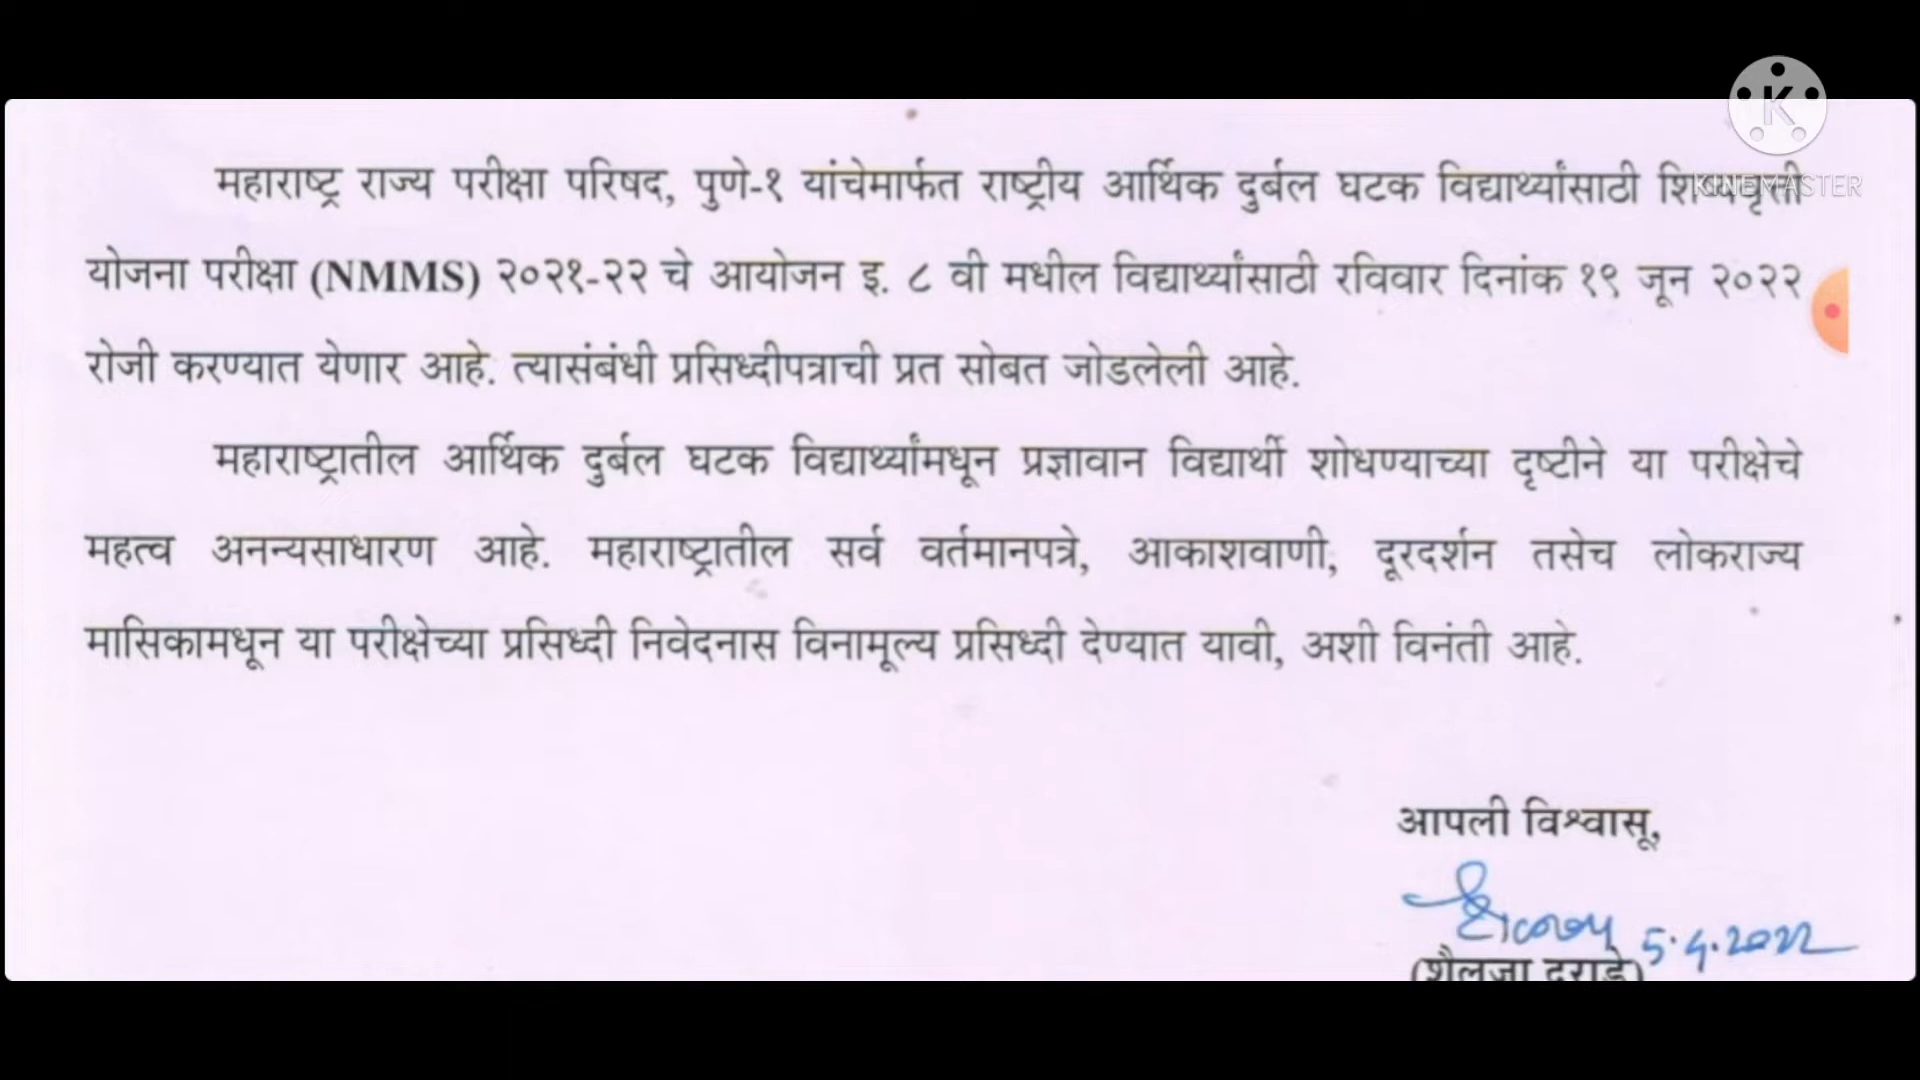 K
KINEMASTER
महाराष्ट्र राज्य परीक्षा परिषद, पुणे-१ यांचेमार्फत राष्ट्रीय आर्थिक दुर्बल घटक विद्यार्थ्यांसाठी शिष्यवृत्ती
योजना परीक्षा (NMMS) २०२१-२२ चे आयोजन इ. ८ वी मधील विद्यार्थ्यांसाठी रविवार दिनांक १९ जून २०२२
रोजी करण्यात येणार आहे. त्यासंबंधी प्रसिध्दीपत्राची प्रत सोबत जोडलेली आहे.
महाराष्ट्रातील आर्थिक दुर्बल घटक विद्यार्थ्यांमधून प्रज्ञावान विद्यार्थी शोधण्याच्या दृष्टीने या परीक्षेचे
महत्व अनन्यसाधारण आहे. महाराष्ट्रातील सर्व वर्तमानपत्रे, आकाशवाणी, दूरदर्शन तसेच लोकराज्य
मासिकामधून या परीक्षेच्या प्रसिध्दी निवेदनास विनामूल्य प्रसिध्दी देण्यात यावी, अशी विनंती आहे.
आपली विश्वासू,
5.4.2022
(शैलजा दराडे)